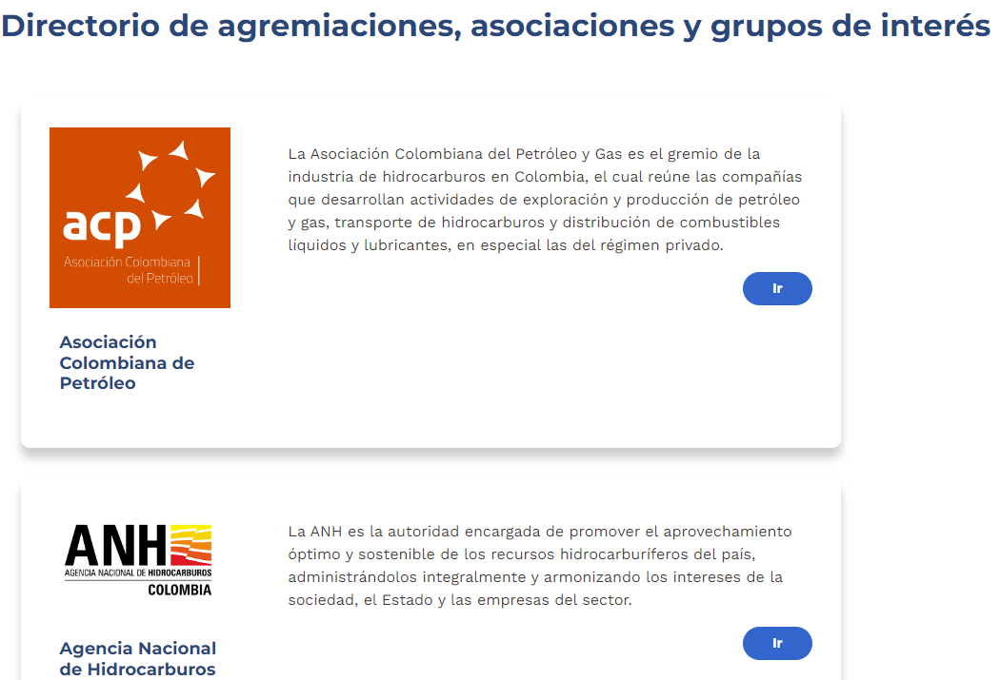 Directorio de agremiaciones, asociaciones y grupos de interés
acp
Asociación Colombiana
del Petróleo
La Asociación Colombiana del Petróleo y Gas es el gremio de la
industria de hidrocarburos en Colombia, el cual reúne las compañías
que desarrollan actividades de exploración y producción de petróleo
y gas, transporte de hidrocarburos y distribución de combustibles
líquidos y lubricantes, en especial las del régimen privado.
Ir
Asociación
Colombiana de
Petróleo
ANH
AGENCIA NACIONAL DE HIDROCARBUROS
COLOMBIA
La ANH es la autoridad encargada de promover el aprovechamiento
óptimo y sostenible de los recursos hidrocarburíferos del país,
administrándolos integralmente y armonizando los intereses de la
sociedad, el Estado y las empresas del sector.
Ir
Agencia Nacional
de Hidrocarburos